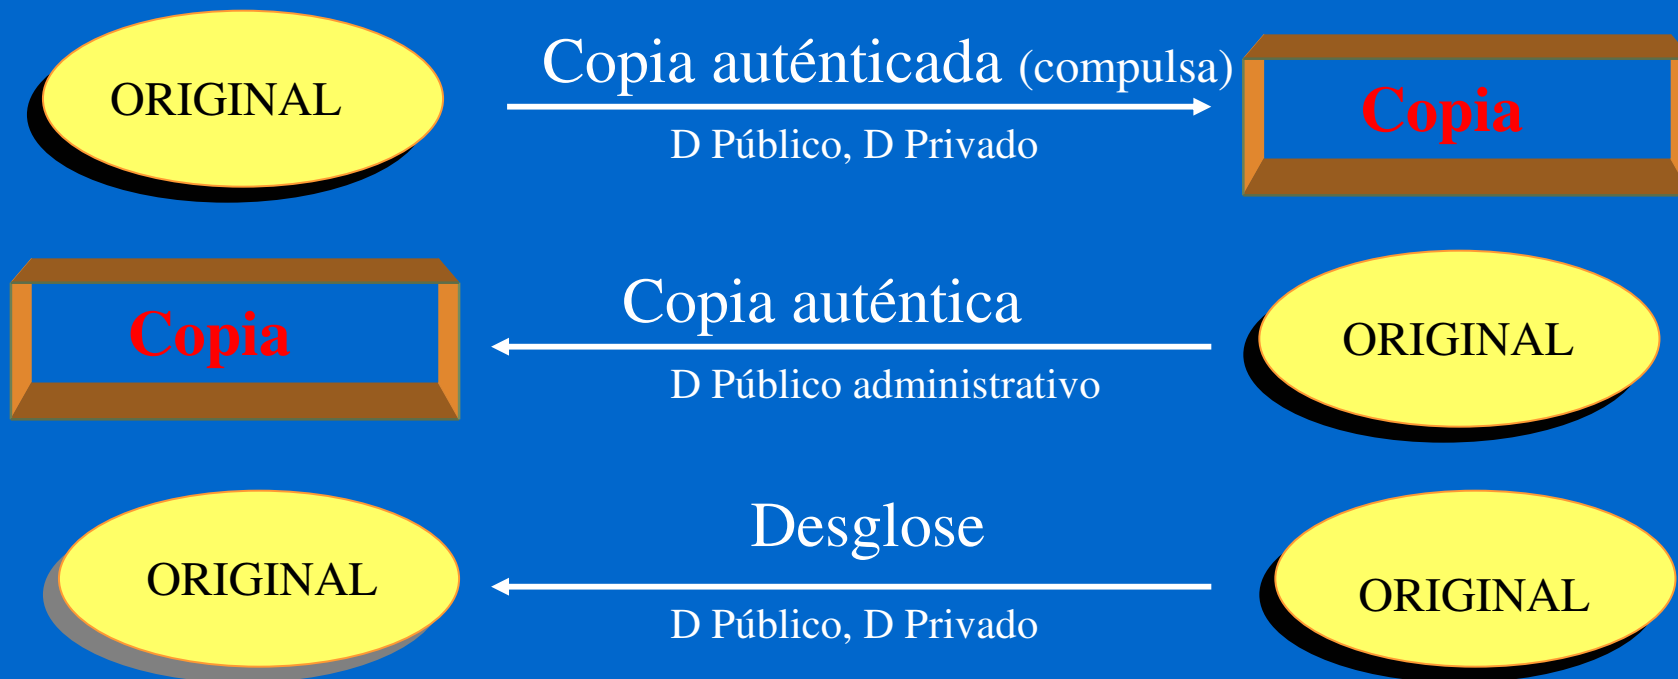 ORIGINAL
Copia auténticada (compulsa)
D Público, D Privado
Copia
Copia
Copia auténtica
D Público administrativo
ORIGINAL
ORIGINAL
Desglose
D Público, D Privado
ORIGINAL